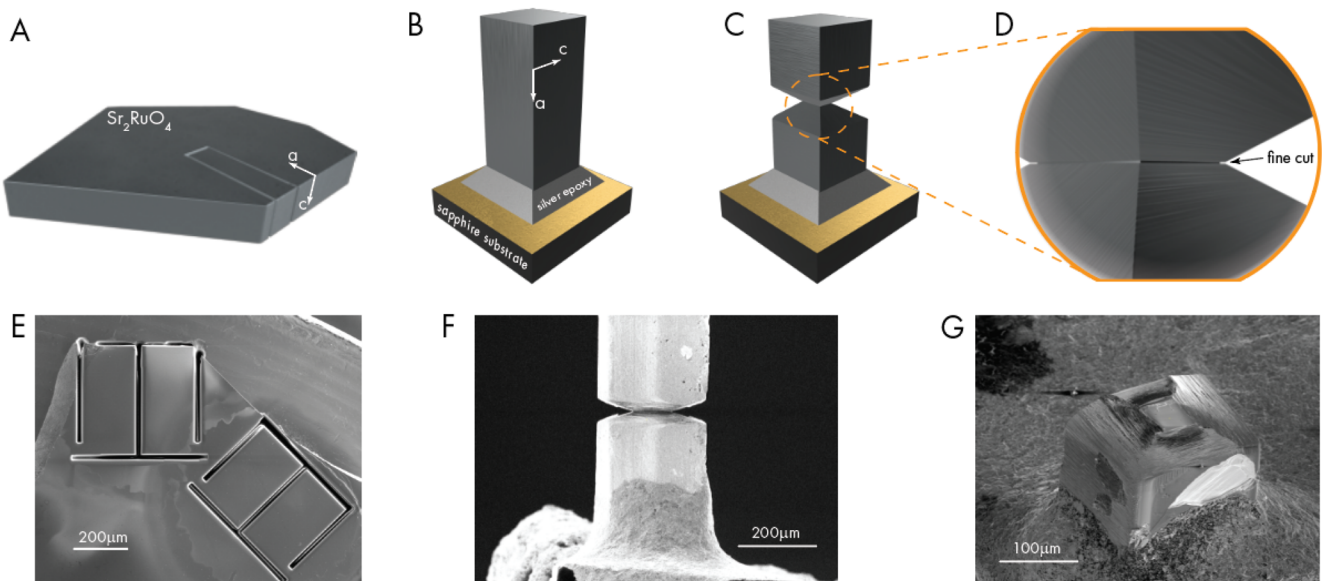 A
B
C
D
Sr₂RuO₄
a
c
c
a
silver epoxy
sapphire substrate
fine cut
E
F
G
200μm
200μm
100μm